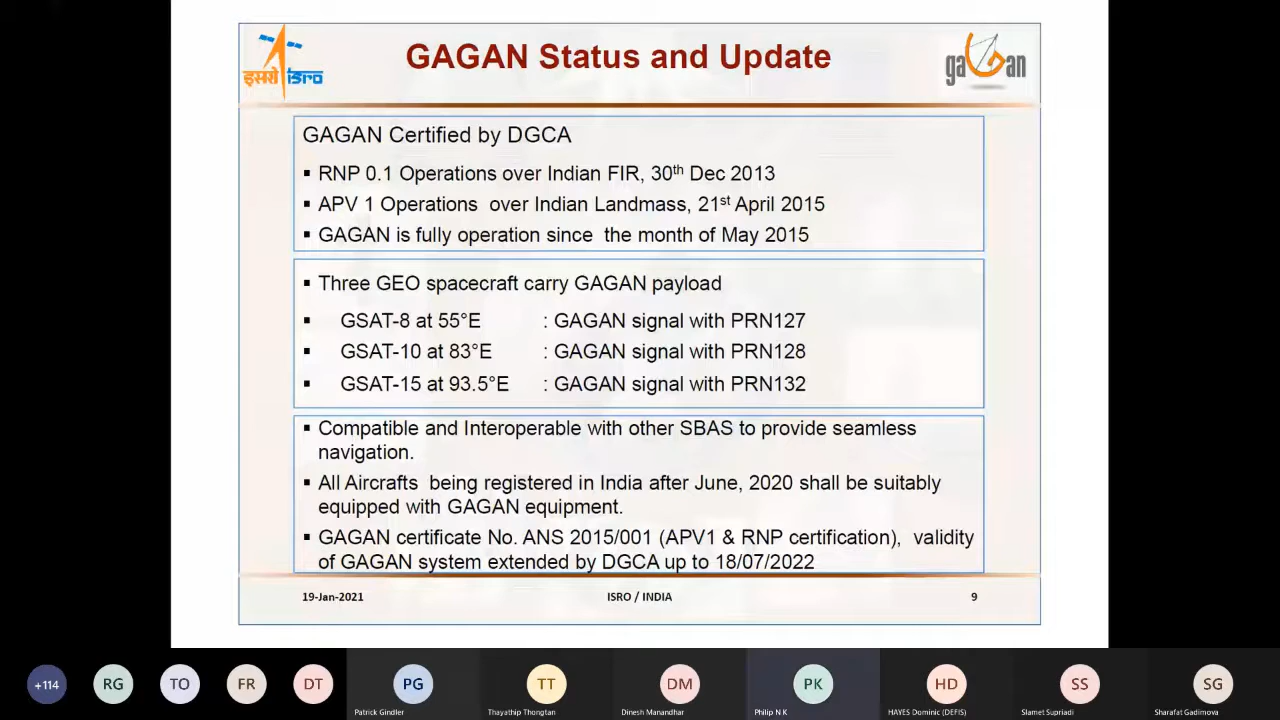 इसरो isro
GAGAN Status and Update
gagan
GAGAN Certified by DGCA
▪ RNP 0.1 Operations over Indian FIR, 30th Dec 2013
▪ APV 1 Operations over Indian Landmass, 21st April 2015
▪ GAGAN is fully operation since the month of May 2015
▪ Three GEO spacecraft carry GAGAN payload
▪ GSAT-8 at 55°E : GAGAN signal with PRN127
▪ GSAT-10 at 83°E : GAGAN signal with PRN128
▪ GSAT-15 at 93.5°E : GAGAN signal with PRN132
▪ Compatible and Interoperable with other SBAS to provide seamless
navigation.
▪ All Aircrafts being registered in India after June, 2020 shall be suitably
equipped with GAGAN equipment.
▪ GAGAN certificate No. ANS 2015/001 (APV1 & RNP certification), validity
of GAGAN system extended by DGCA up to 18/07/2022
19-Jan-2021 ISRO / INDIA 9
+114 RG TO FR DT PG TT DM PK HD SS SG
Patrick Gindler Thayathip Thongtan Dinesh Manandhar Philip N K HAYES Dominic (DEFIS) Slamet Supriadi Sharafat Gadimova